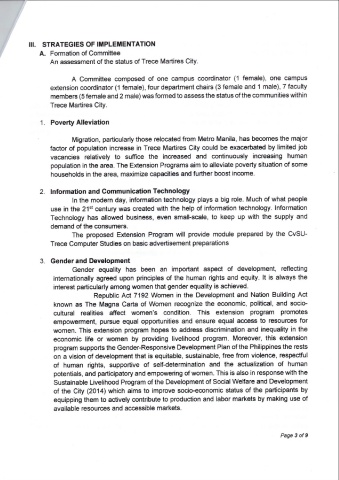 III. STRATEGIES OF IMPLEMENTATION
A. Formation of Committee
An assessment of the status of Trece Martires City.
A Committee composed of one campus coordinator (1 female), one campus
extension coordinator (1 female), four department chairs (3 female and 1 male), 7 faculty
members (5 female and 2 male) was formed to assess the status of the communities within
Trece Martires City.
1. Poverty Alleviation
Migration, particularly those relocated from Metro Manila, has becomes the major
factor of population increase in Trece Martires City could be exacerbated by limited job
vacancies relatively to suffice the increased and continuously increasing human
population in the area. The Extension Programs aim to alleviate poverty situation of some
households in the area, maximize capacities and further boost income.
2. Information and Communication Technology
In the modern day, information technology plays a big role. Much of what people
use in the 21st century was created with the help of information technology. Information
Technology has allowed business, even small-scale, to keep up with the supply and
demand of the consumers.
The proposed Extension Program will provide module prepared by the CvSU-
Trece Computer Studies on basic advertisement preparations
3. Gender and Development
Gender equality has been an important aspect of development, reflecting
internationally agreed upon principles of the human rights and equity. It is always the
interest particularly among women that gender equality is achieved.
Republic Act 7192 Women in the Development and Nation Building Act
known as The Magna Carta of Women recognize the economic, political, and socio-
cultural realities affect women's condition. This extension program promotes
empowerment, pursue equal opportunities and ensure equal access to resources for
women. This extension program hopes to address discrimination and inequality in the
economic life or women by providing livelihood program. Moreover, this extension
program supports the Gender-Responsive Development Plan of the Philippines the rests
on a vision of development that is equitable, sustainable, free from violence, respectful
of human rights, supportive of self-determination and the actualization of human
potentials, and participatory and empowering of women. This is also in response with the
Sustainable Livelihood Program of the Development of Social Welfare and Development
of the City (2014) which aims to improve socio-economic status of the participants by
equipping them to actively contribute to production and labor markets by making use of
available resources and accessible markets.
Page 3 of 9